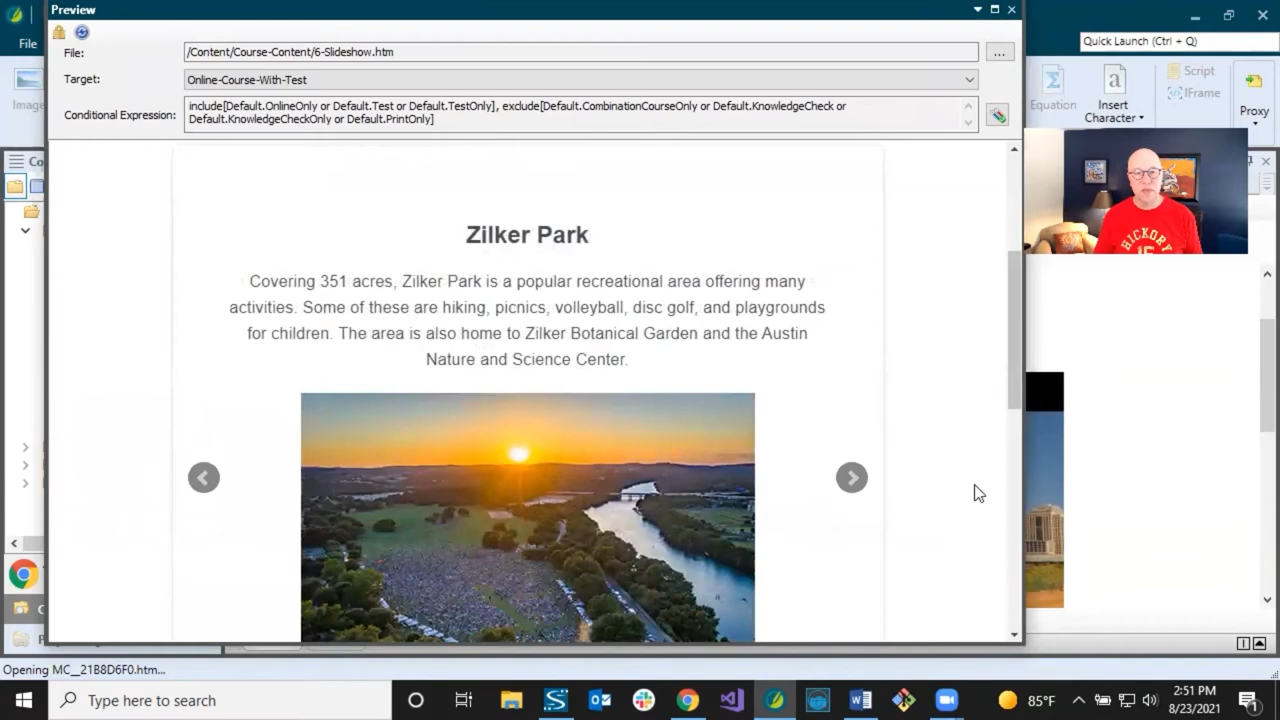 Preview
File
File:
/Content/Course-Content/6-Slideshow.htm
...
Quick Launch (Ctrl + Q)
Target:
Online-Course-With-Test
Conditional Expression:
include[Default.OnlineOnly or Default.Test or Default.TestOnly], exclude[Default.CombinationCourseOnly or Default.KnowledgeCheck or
Default.KnowledgeCheckOnly or Default.PrintOnly]
Image
Equation
Insert
Character
Script
IFrame
Proxy
Co
Zilker Park
Covering 351 acres, Zilker Park is a popular recreational area offering many
activities. Some of these are hiking, picnics, volleyball, disc golf, and playgrounds
for children. The area is also home to Zilker Botanical Garden and the Austin
Nature and Science Center.
HICKORY
Opening MC__21B8D6F0.htm...
Type here to search
85°F
2:51 PM
8/23/2021
1